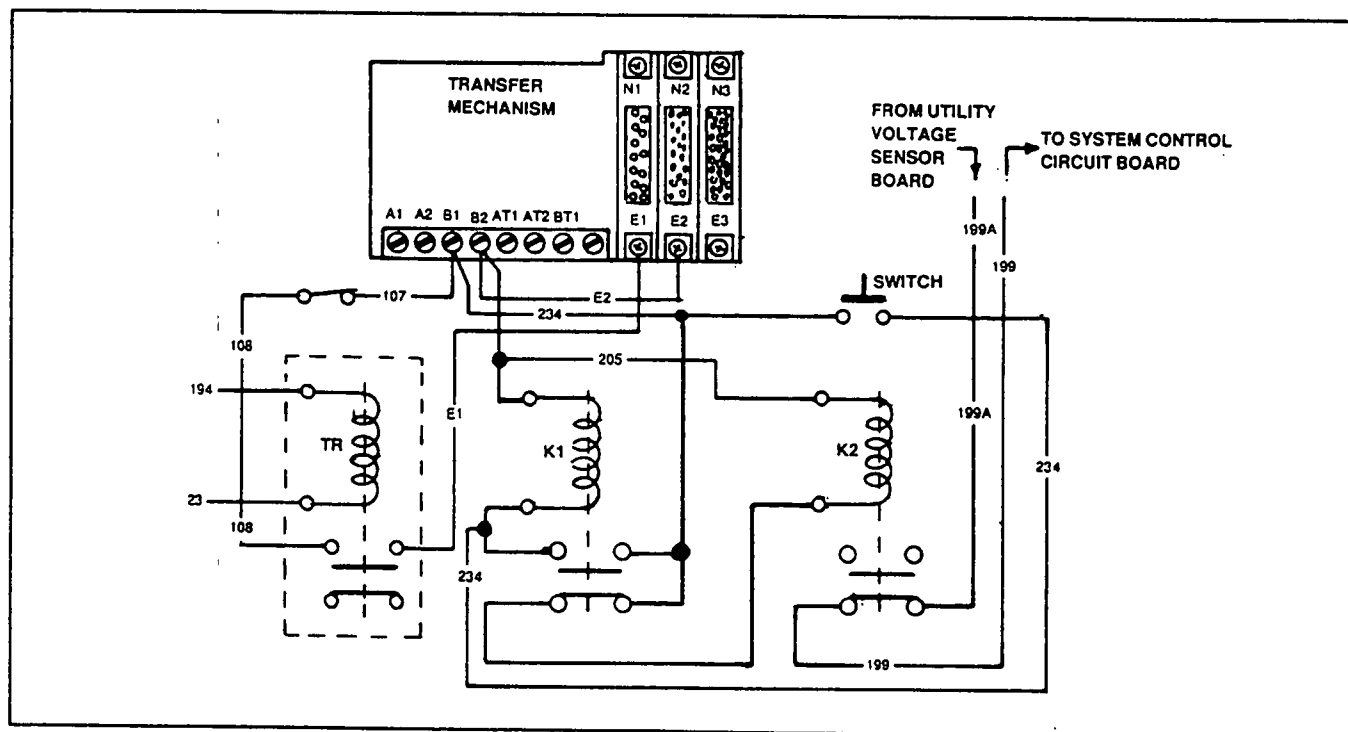 TRANSFER
MECHANISM
N1 N2 N3
FROM UTILITY
VOLTAGE
SENSOR
BOARD
TO SYSTEM CONTROL
CIRCUIT BOARD
A1 A2 B1 B2 AT1 AT2 BT1
E1 E2 E3
199A
199
SWITCH
107
E2
234
108
205
194
E1
199A
TR
K1
K2
234
23
108
234
199